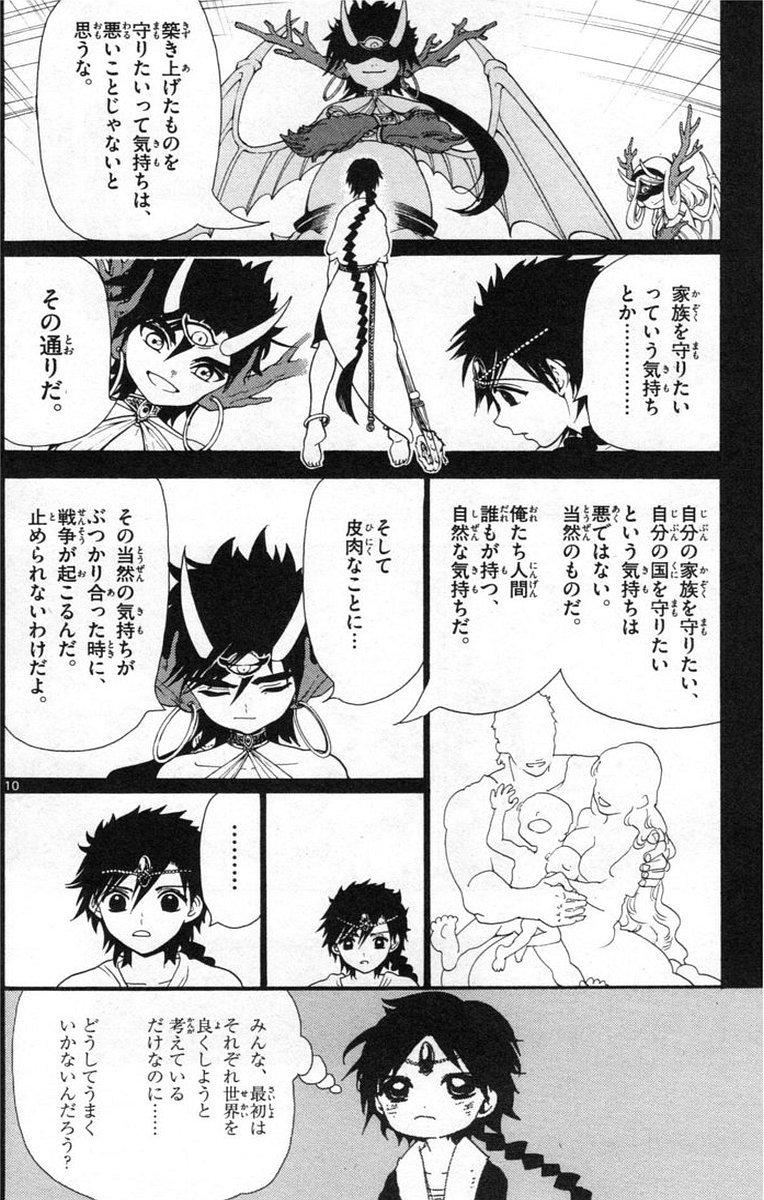 築き上げたものを
守りたいって気持ちは、
悪いことじゃないと
思うな。
家族を守りたい
っていう気持ち
とか…………
その通りだ。
自分の家族を守りたい、
自分の国を守りたい
という気持ちは
悪ではない。
当然のものだ。
俺たち人間
誰もが持つ、
自然な気持ちだ。
そして
皮肉なことに…
その当然の気持ちが
ぶつかり合った時に、
戦争が起こるんだ。
止められないわけだよ。
10
………
みんな、最初は
それぞれ世界を
良くしようと
考えている
だけなのに……
どうしてうまく
いかないんだろう？